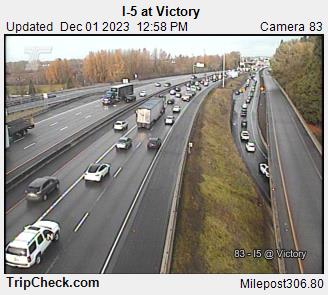 I-5 at Victory
Updated  Dec 01 2023  12:58 PM
Camera 83
83 - I5 @ Victory
TripCheck.com
Milepost306.80